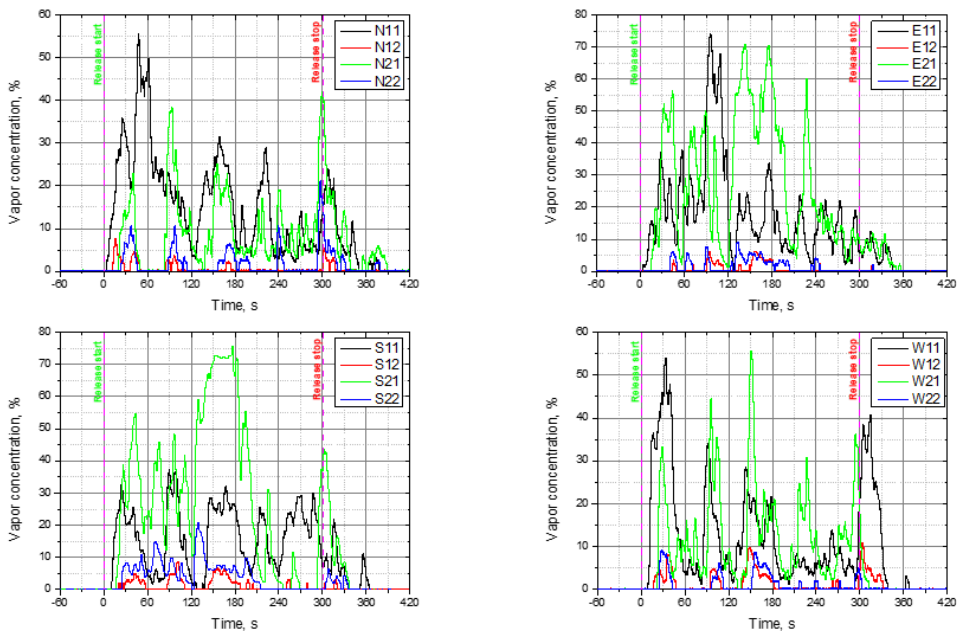 60
50
40
30
20
10
0
Vapor concentration, %
Release start
Release stop
N11
N12
N21
N22
-60 0 60 120 180 240 300 360 420
Time, s
80
70
60
50
40
30
20
10
0
Vapor concentration, %
Release start
Release stop
E11
E12
E21
E22
-60 0 60 120 180 240 300 360 420
Time, s
80
70
60
50
40
30
20
10
0
Vapor concentration, %
Release start
Release stop
S11
S12
S21
S22
-60 0 60 120 180 240 300 360 420
Time, s
60
50
40
30
20
10
0
Vapor concentration, %
Release start
Release stop
W11
W12
W21
W22
-60 0 60 120 180 240 300 360 420
Time, s